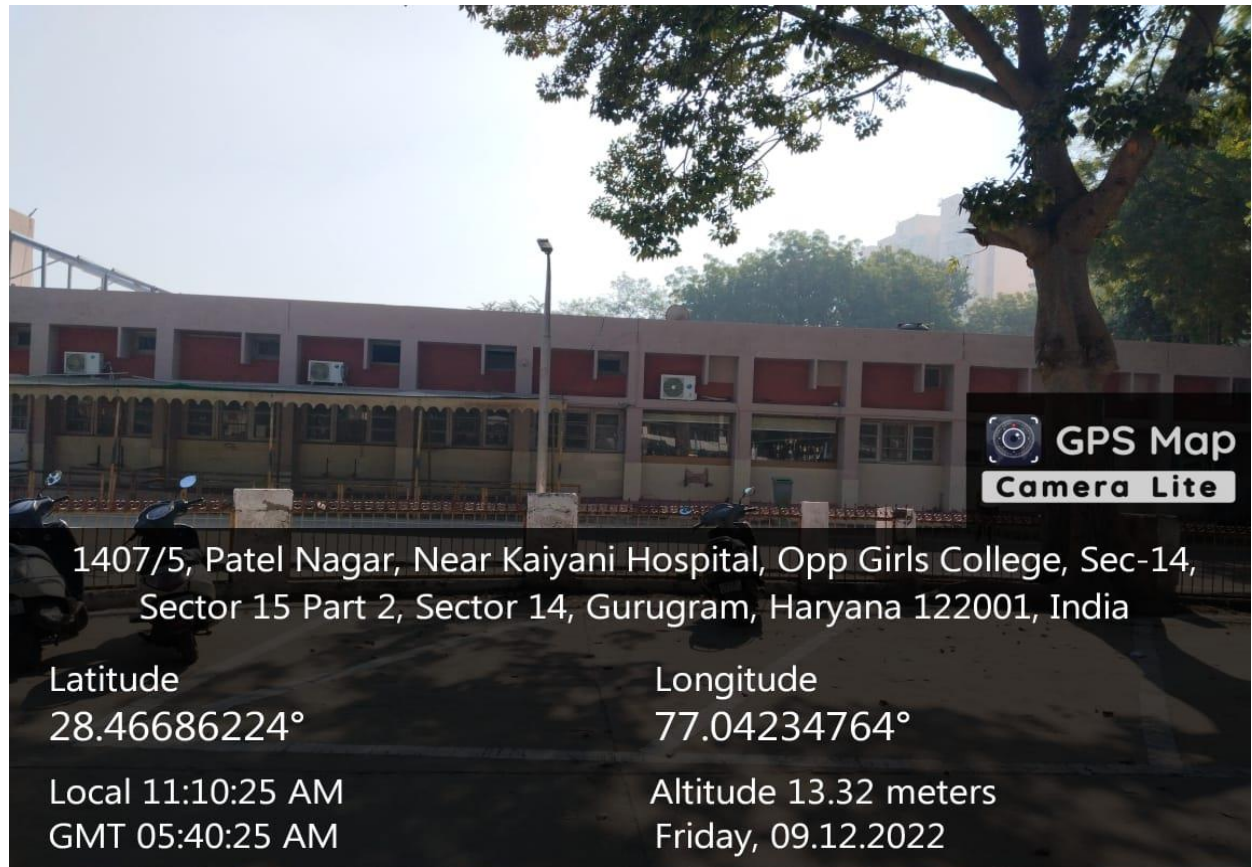 GPS Map
Camera Lite
1407/5, Patel Nagar, Near Kaiyani Hospital, Opp Girls College, Sec-14,
Sector 15 Part 2, Sector 14, Gurugram, Haryana 122001, India
Latitude
28.46686224°
Longitude
77.04234764°
Local 11:10:25 AM
GMT 05:40:25 AM
Altitude 13.32 meters
Friday, 09.12.2022